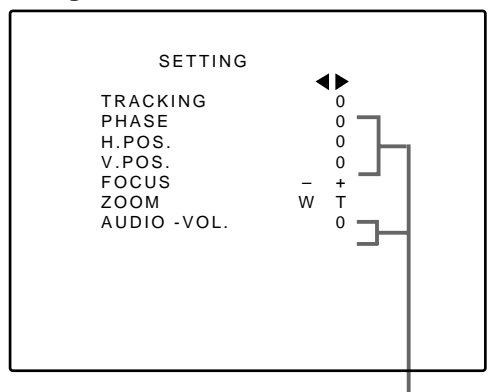 SETTING
◀ ▶
TRACKING 0
PHASE 0
H.POS. 0
V.POS. 0
FOCUS – +
ZOOM W T
AUDIO -VOL. 0